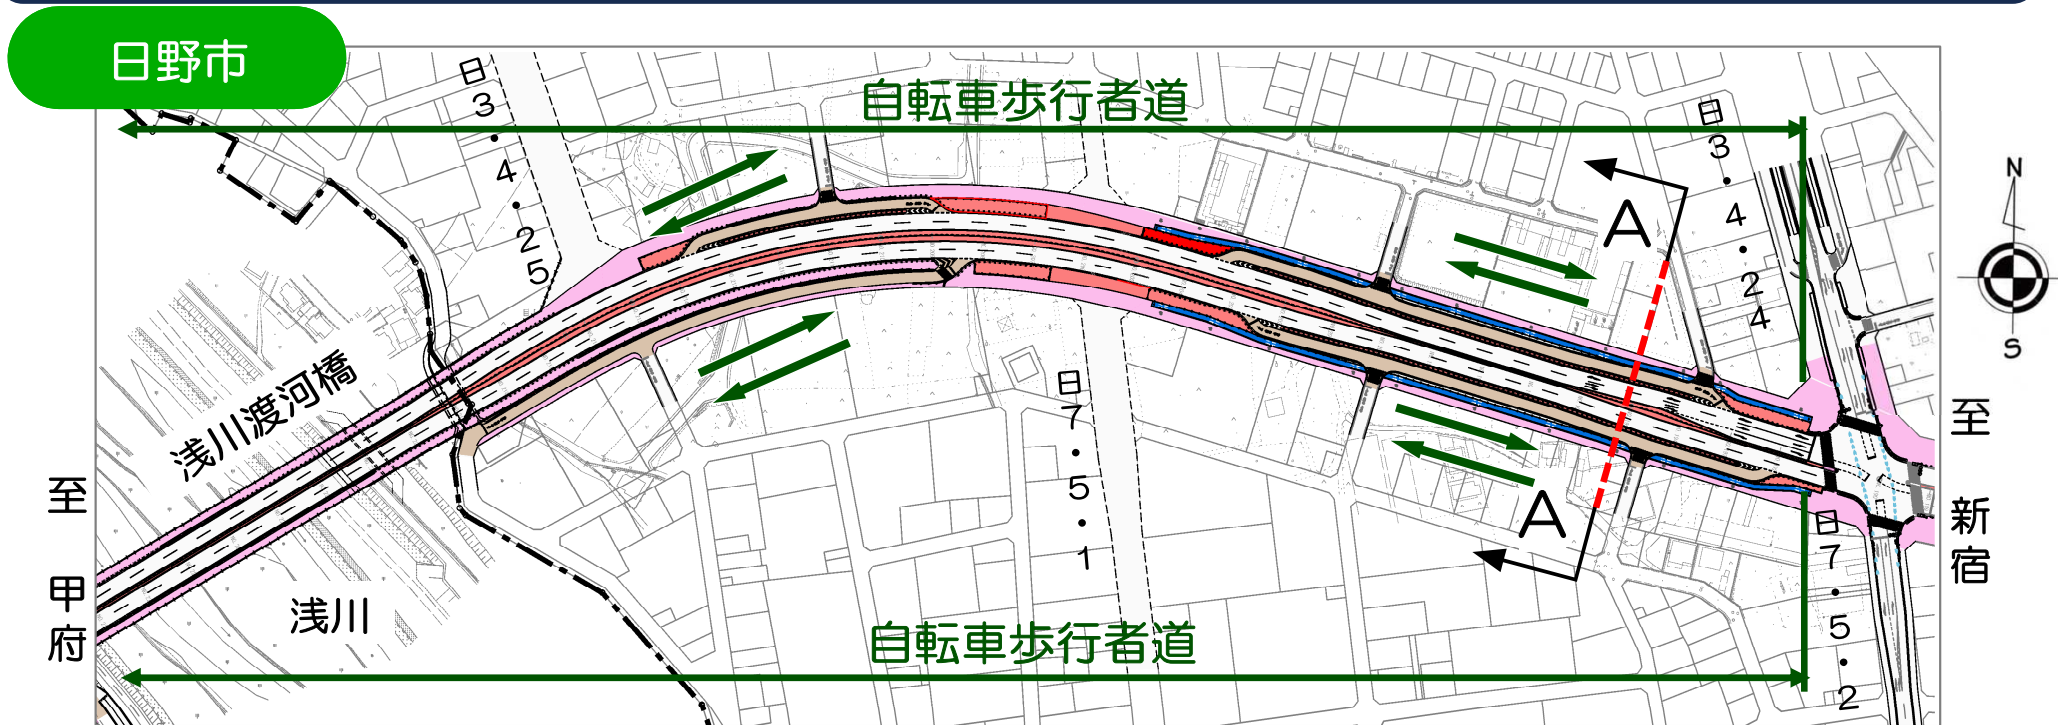 日野市
自転車歩行者道
日3・4・25
日3・4・24
N
S
A
浅川渡河橋
日7・5・1
至 甲府
至 新宿
A
浅川
日7・5・2
自転車歩行者道